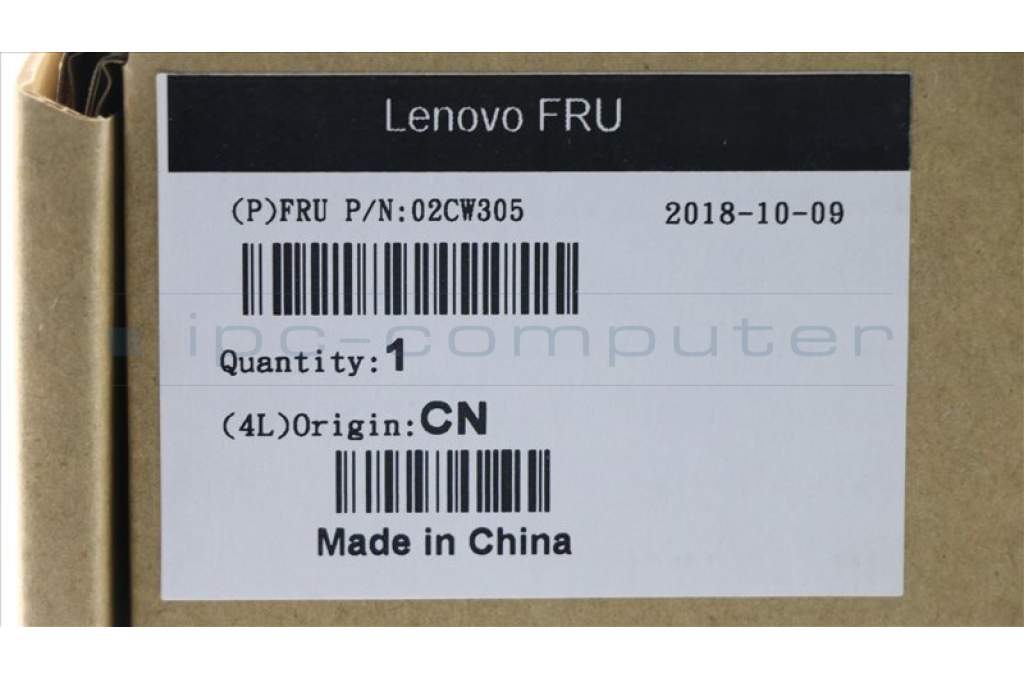 Lenovo FRU
(P)FRU P/N:02CW305 2018-10-09
ipc-computer
Quantity:1
(4L)Origin:CN
Made in China